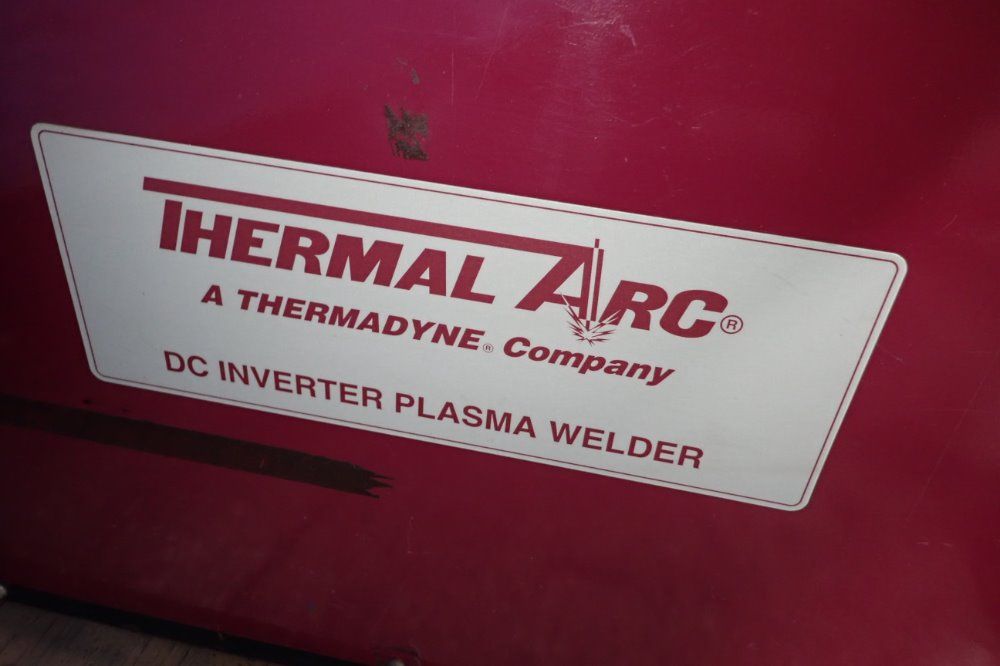 THERMAL ARC®
A THERMADYNE® Company
DC INVERTER PLASMA WELDER